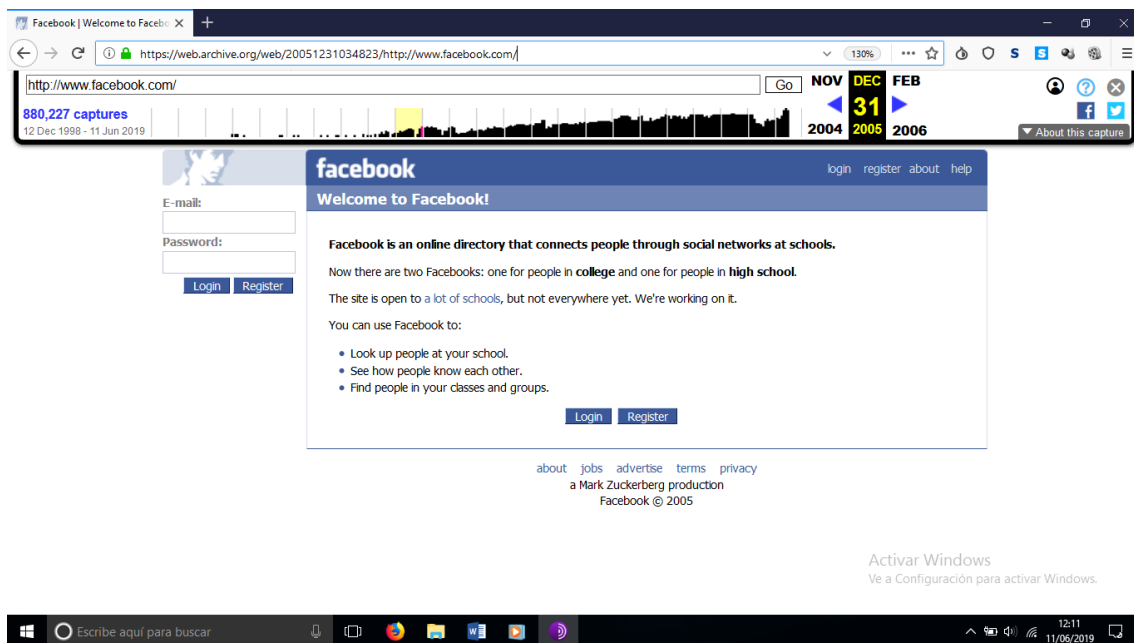 Facebook | Welcome to Facebo
https://web.archive.org/web/20051231034823/http://www.facebook.com/
130%
http://www.facebook.com/
Go
NOV DEC FEB
880,227 captures
31
12 Dec 1998 - 11 Jun 2019
2004 2005 2006
About this capture
facebook
login register about help
Welcome to Facebook!
E-mail:
Password:
Login Register
Facebook is an online directory that connects people through social networks at schools.
Now there are two Facebooks: one for people in college and one for people in high school.
The site is open to a lot of schools, but not everywhere yet. We're working on it.
You can use Facebook to:
Look up people at your school.
See how people know each other.
Find people in your classes and groups.
Login Register
about jobs advertise terms privacy
a Mark Zuckerberg production
Facebook © 2005
Activar Windows
Ve a Configuración para activar Windows.
Escribe aquí para buscar
12:11
11/06/2019